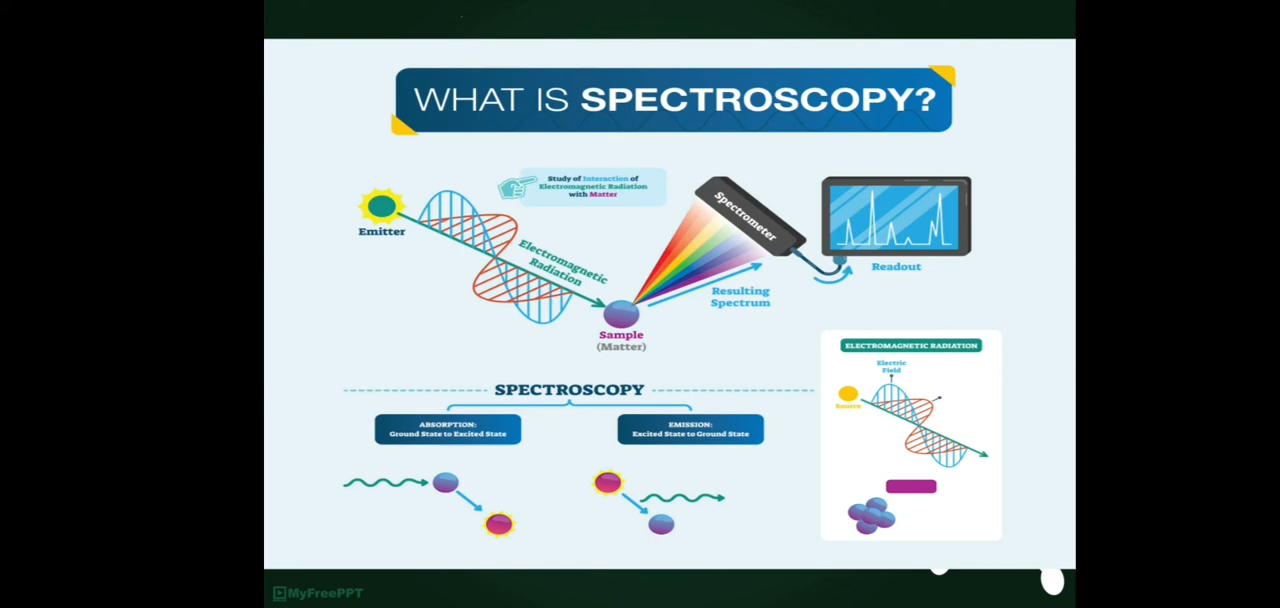 WHAT IS SPECTROSCOPY?
Study of Interaction of
Electromagnetic Radiation
with Matter
Emitter
Electromagnetic
Radiation
Sample
(Matter)
Spectrometer
Resulting
Spectrum
Readout
SPECTROSCOPY
ABSORPTION:
Ground State to Excited State
EMISSION:
Excited State to Ground State
ELECTROMAGNETIC RADIATION
Electric
Field
Source
MyFreePPT